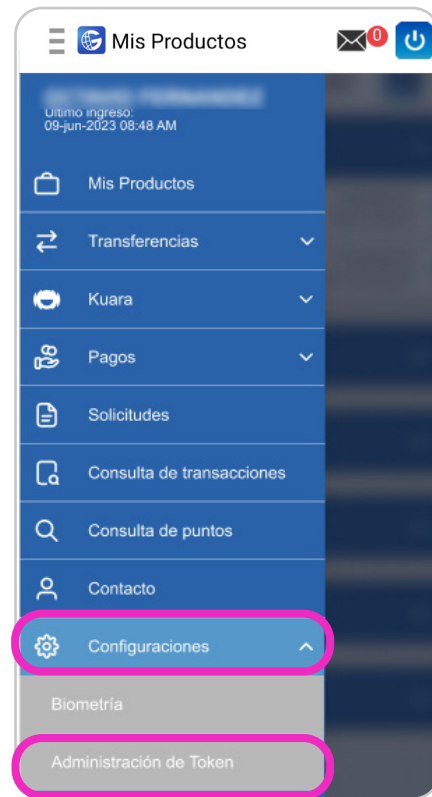 Mis Productos
0
Ultimo ingreso:
09-jun-2023 08:48 AM
Mis Productos
Transferencias
Kuara
Pagos
Solicitudes
Consulta de transacciones
Consulta de puntos
Contacto
Configuraciones
Biometría
Administración de Token